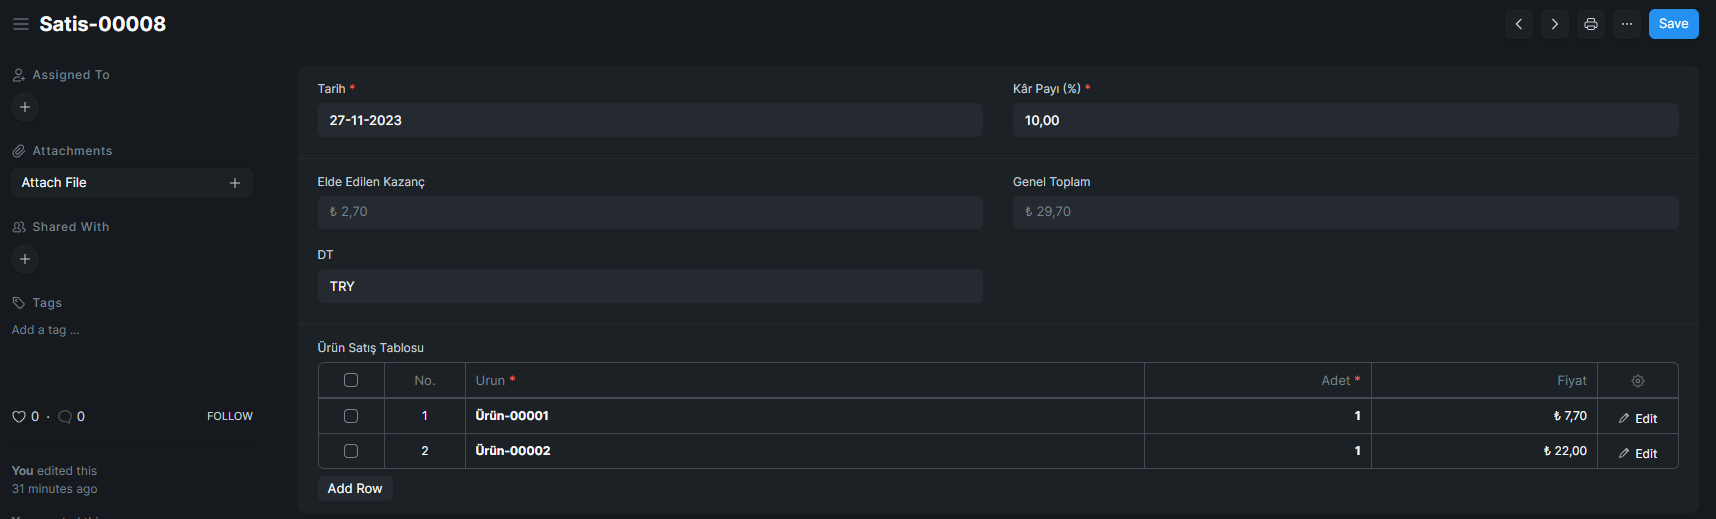 Satis-00008
Save
Assigned To
Attachments
Attach File
Shared With
Tags
Add a tag ...
0 · 0 FOLLOW
You edited this
31 minutes ago
Tarih *
27-11-2023
Kâr Payı (%) *
10,00
Elde Edilen Kazanç
₺ 2,70
Genel Toplam
₺ 29,70
DT
TRY
Ürün Satış Tablosu
No. Urun * Adet * Fiyat
1 Ürün-00001 1 ₺ 7,70 Edit
2 Ürün-00002 1 ₺ 22,00 Edit
Add Row